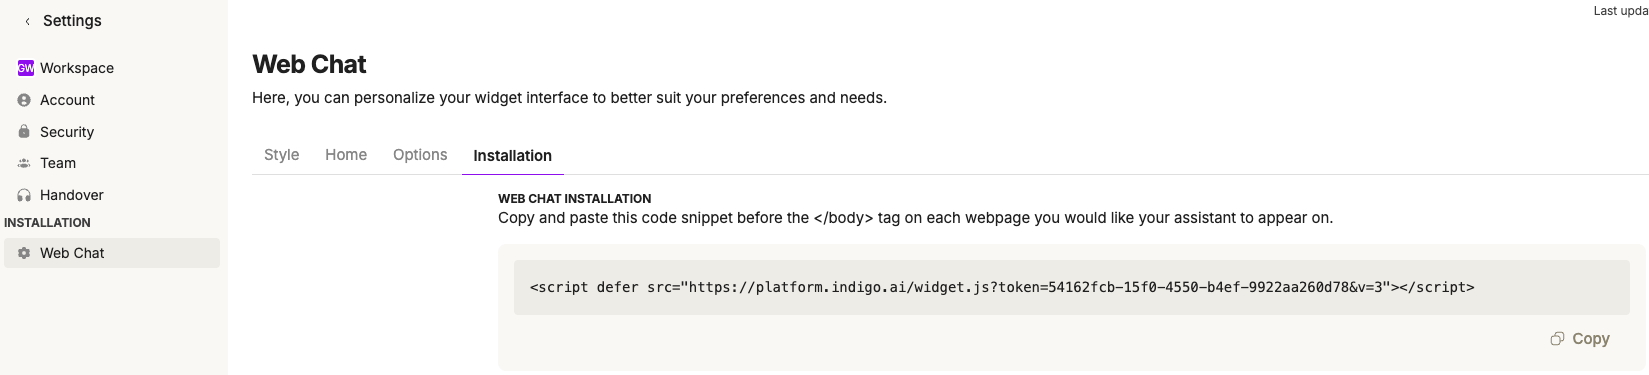 Settings
Last upda
GW Workspace
Account
Security
Team
Handover
INSTALLATION
Web Chat
Web Chat
Here, you can personalize your widget interface to better suit your preferences and needs.
Style Home Options Installation
WEB CHAT INSTALLATION
Copy and paste this code snippet before the </body> tag on each webpage you would like your assistant to appear on.
<script defer src="https://platform.indigo.ai/widget.js?token=54162fcb-15f0-4550-b4ef-9922aa260d78&v=3"></script>
Copy